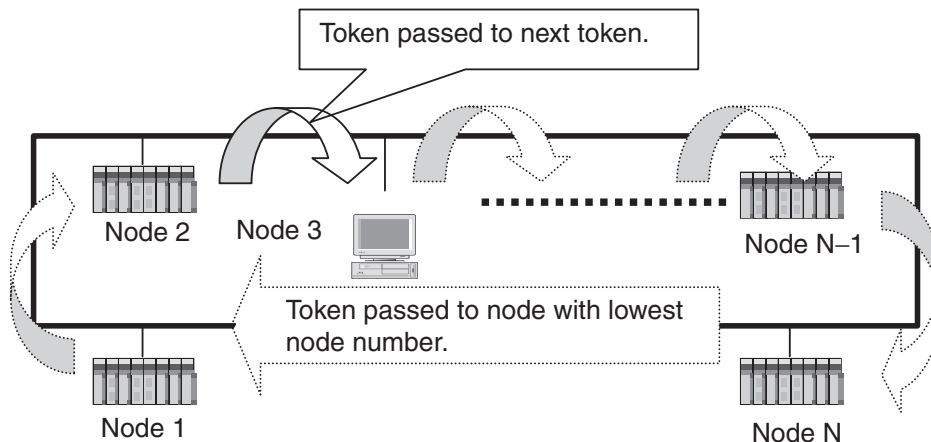 Token passed to next token.
Node 2
Node 3
Node N–1
Token passed to node with lowest
node number.
Node 1
Node N